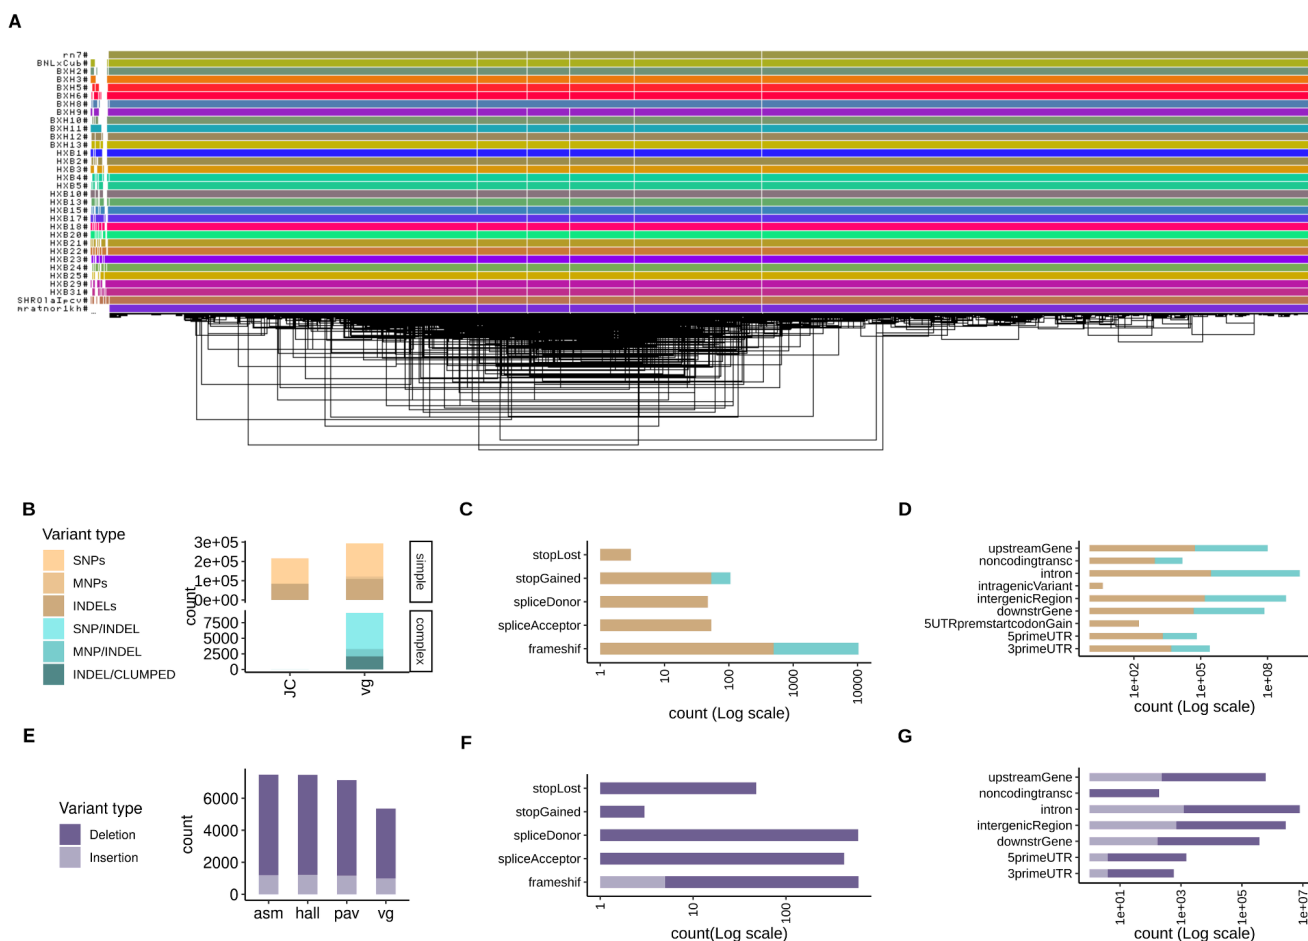 A
rn7#
BNLxCub#
BXH2#
BXH3#
BXH5#
BXH6#
BXH8#
BXH9#
BXH10#
BXH11#
BXH12#
BXH13#
HXB1#
HXB2#
HXB3#
HXB4#
HXB5#
HXB10#
HXB13#
HXB15#
HXB17#
HXB18#
HXB20#
HXB21#
HXB22#
HXB23#
HXB24#
HXB25#
HXB29#
HXB31#
SHROlaIpcv#
mratnor1kh#
B
Variant type
SNPs
MNPs
INDELs
SNP/INDEL
MNP/INDEL
INDEL/CLUMPED
count
3e+05
2e+05
1e+05
0e+00
simple
7500
5000
2500
0
complex
JC
vg
C
stopLost
stopGained
spliceDonor
spliceAcceptor
frameshif
1
10
100
1000
10000
count (Log scale)
D
upstreamGene
noncodingtransc
intron
intragenicVariant
intergenicRegion
downstrGene
5UTRpremstartcodonGain
5primeUTR
3primeUTR
1e+02
1e+05
1e+08
count (Log scale)
E
Variant type
Deletion
Insertion
count
6000
4000
2000
0
asm
hall
pav
vg
F
stopLost
stopGained
spliceDonor
spliceAcceptor
frameshif
1
10
100
count(Log scale)
G
upstreamGene
noncodingtransc
intron
intergenicRegion
downstrGene
5primeUTR
3primeUTR
1e+01
1e+03
1e+05
1e+07
count (Log scale)